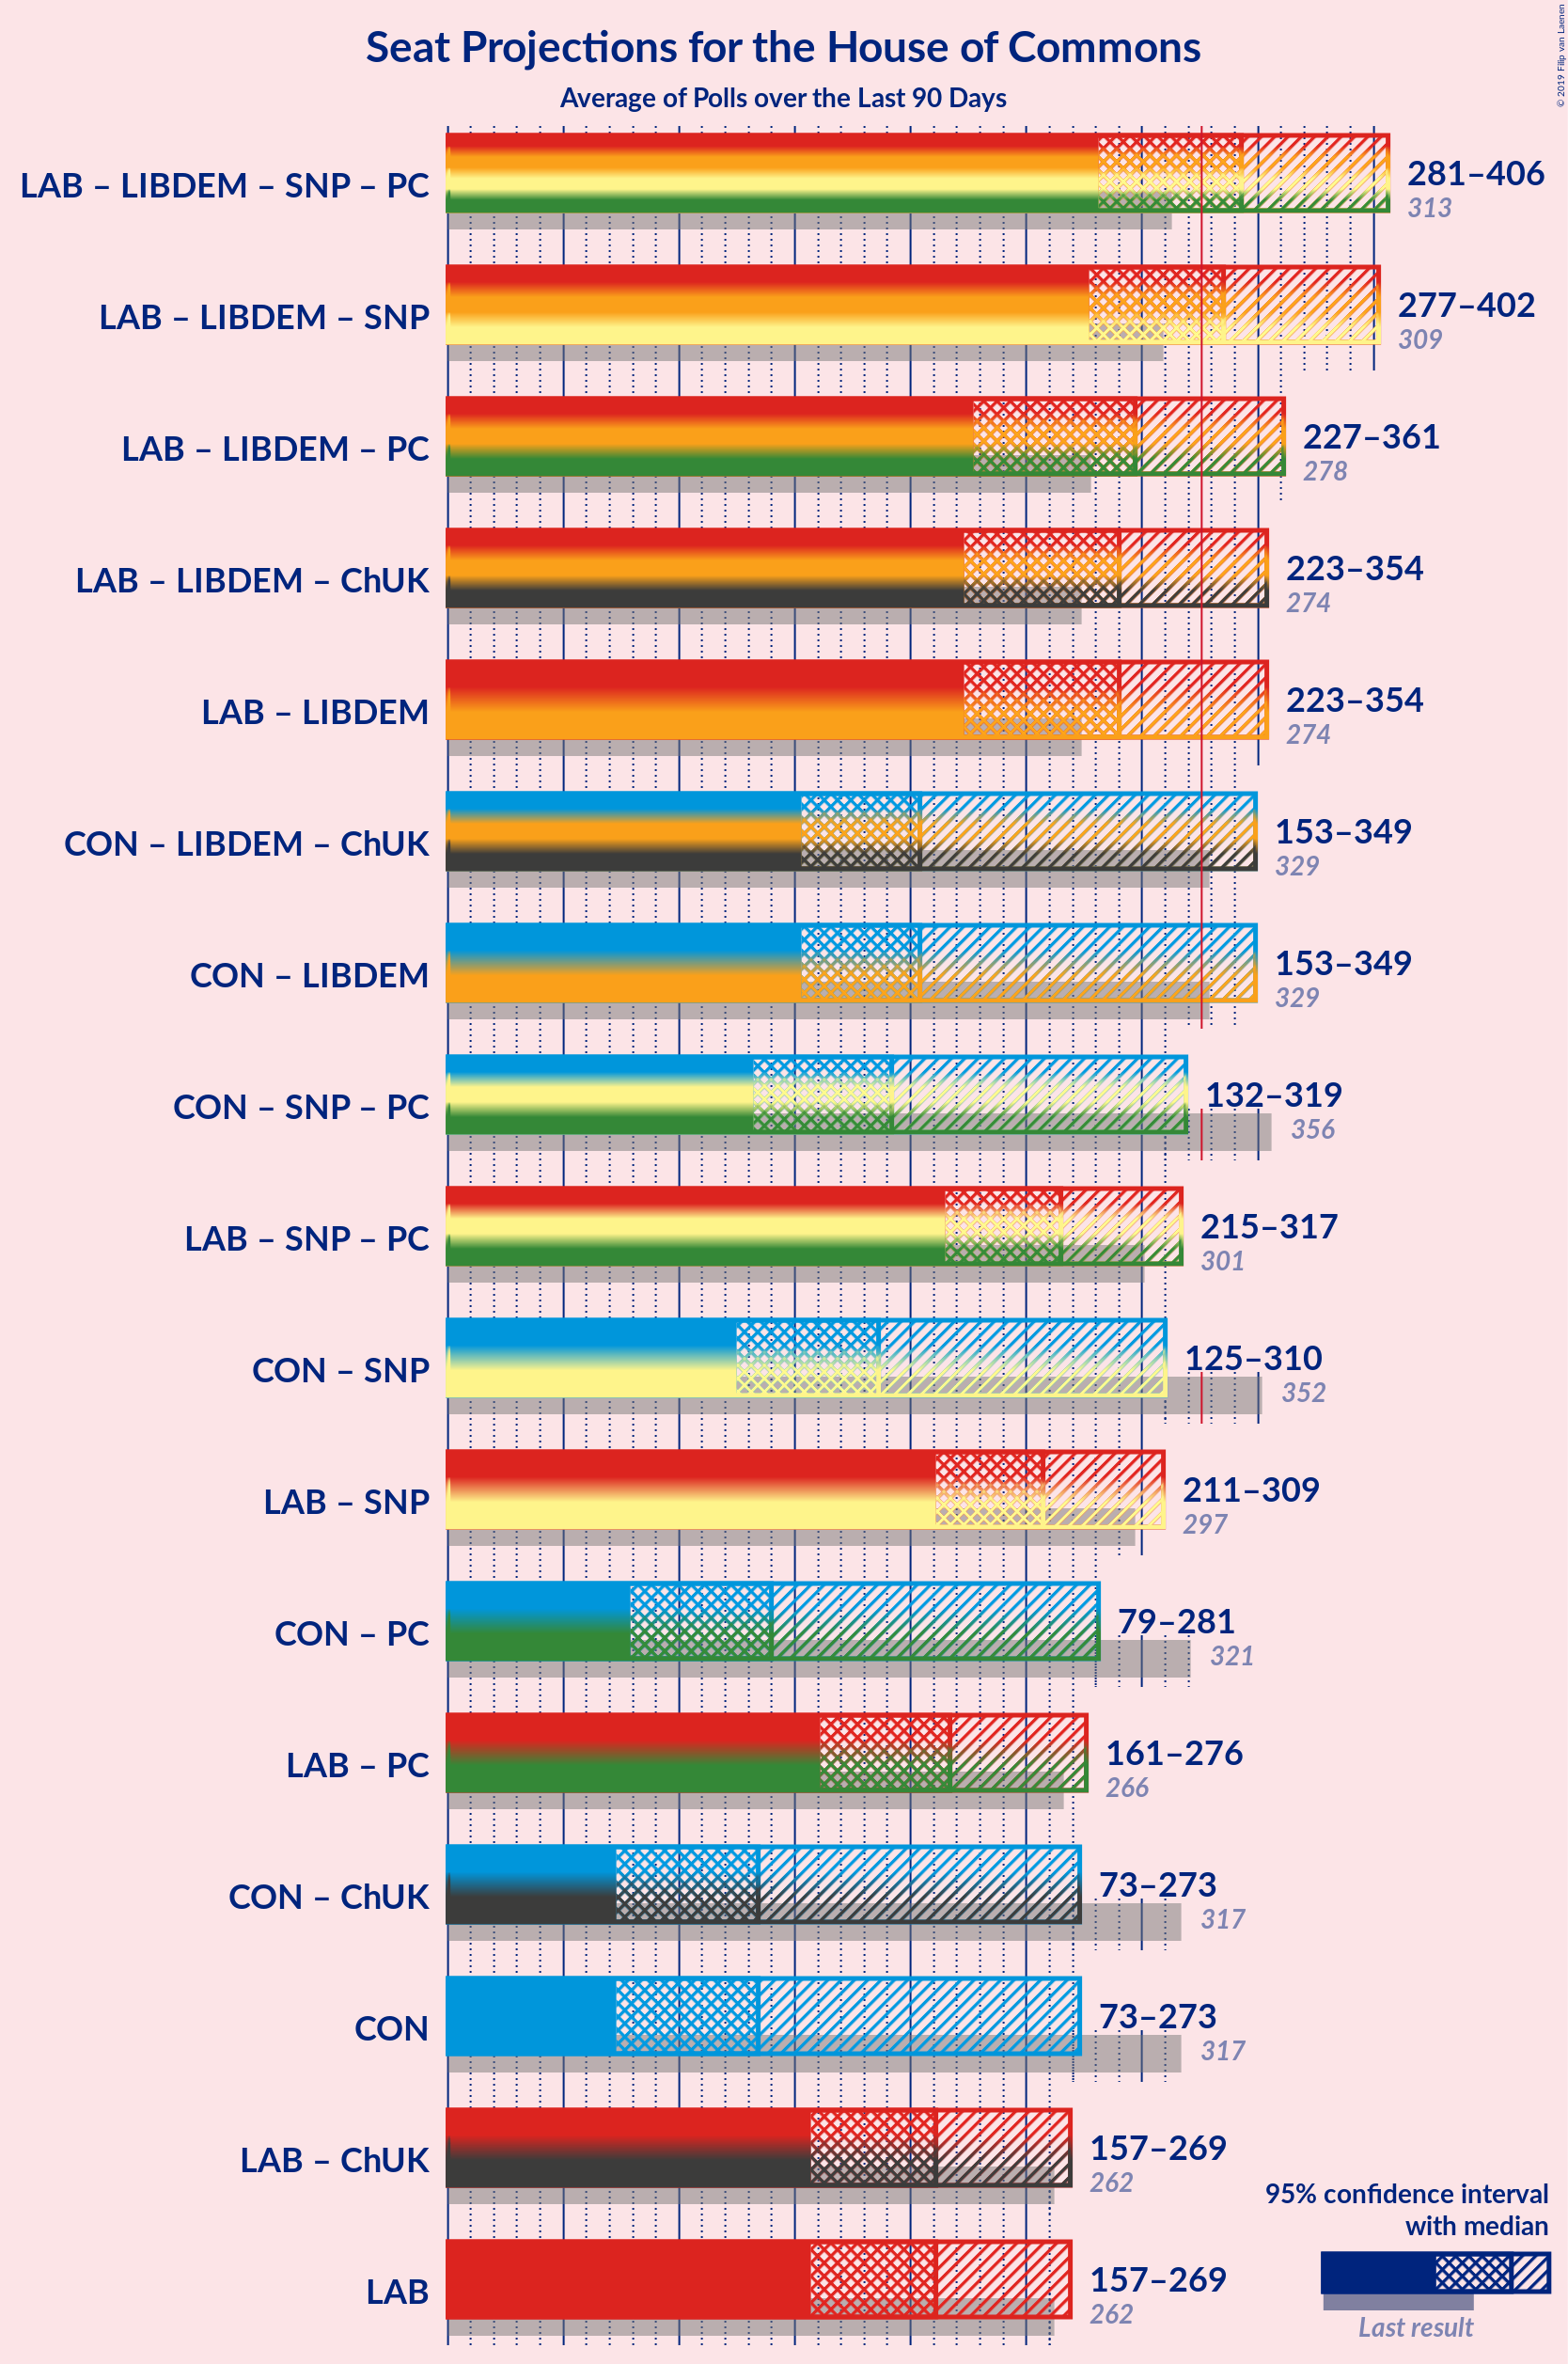 Seat Projections for the House of Commons
Average of Polls over the Last 90 Days
© 2019 Filip van Laenen
LAB – LIBDEM – SNP – PC
281–406
313
LAB – LIBDEM – SNP
277–402
309
LAB – LIBDEM – PC
227–361
278
LAB – LIBDEM – ChUK
223–354
274
LAB – LIBDEM
223–354
274
CON – LIBDEM – ChUK
153–349
329
CON – LIBDEM
153–349
329
CON – SNP – PC
132–319
356
LAB – SNP – PC
215–317
301
CON – SNP
125–310
352
LAB – SNP
211–309
297
CON – PC
79–281
321
LAB – PC
161–276
266
CON – ChUK
73–273
317
CON
73–273
317
LAB – ChUK
157–269
262
LAB
157–269
262
95% confidence interval
with median
Last result